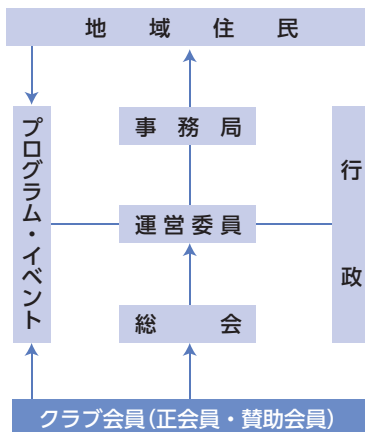 地域住民
プログラム・イベント
事務局
行政
運営委員
総会
クラブ会員(正会員・賛助会員)